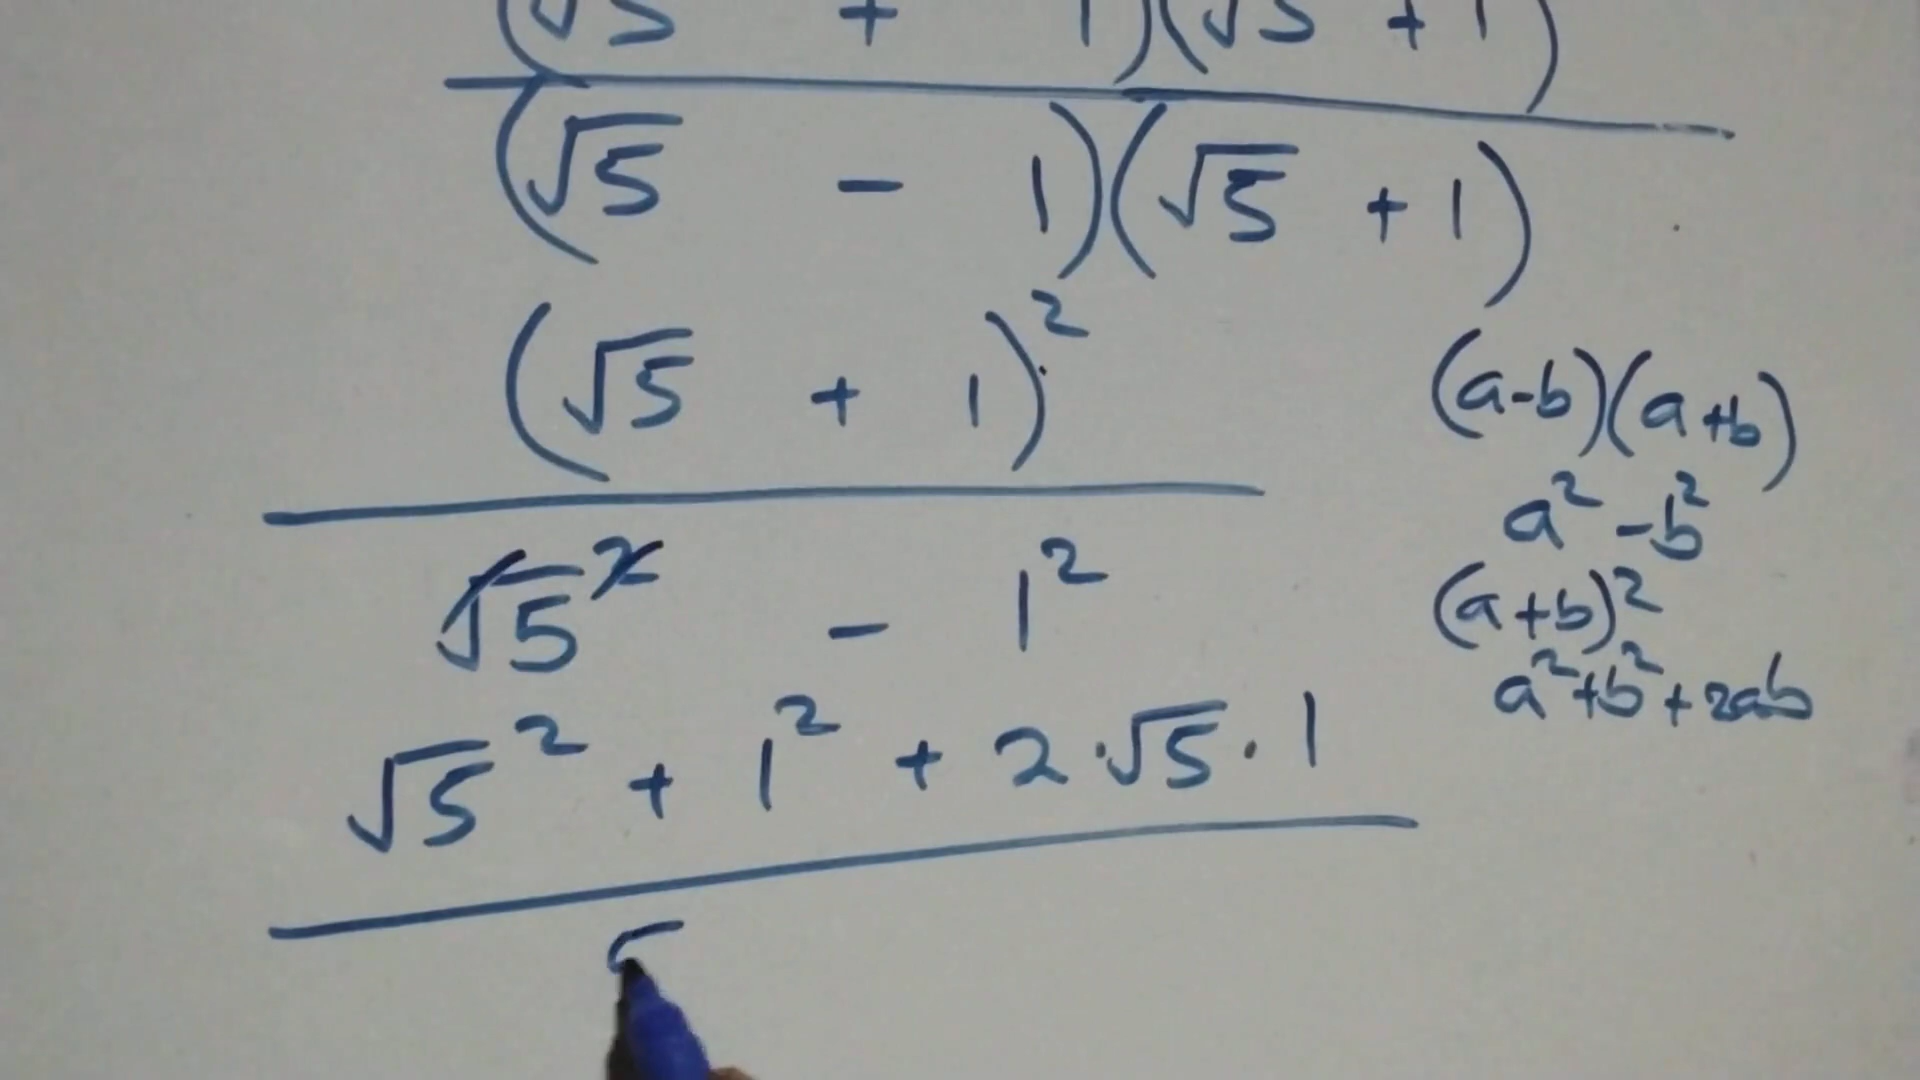 (√5 + 1)(√5 + 1)
(√5 - 1)(√5 + 1)
(√5 + 1)²
√5² - 1²
√5² + 1² + 2·√5·1
5
(a-b)(a+b)
a² - b²
(a+b)²
a²+b²+2ab